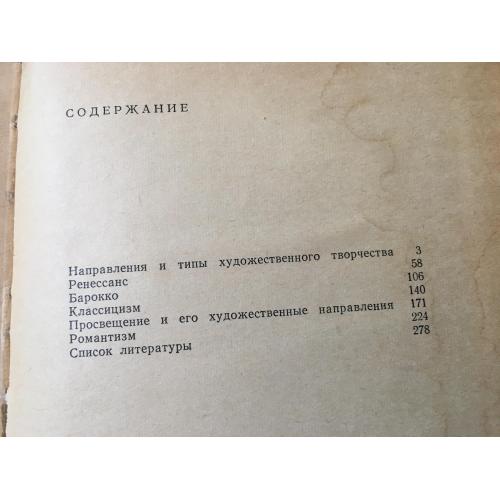 СОДЕРЖАНИЕ
Направления и типы художественного творчества 3
Ренессанс 58
Барокко 106
Классицизм 140
Просвещение и его художественные направления 171
Романтизм 224
Список литературы 278